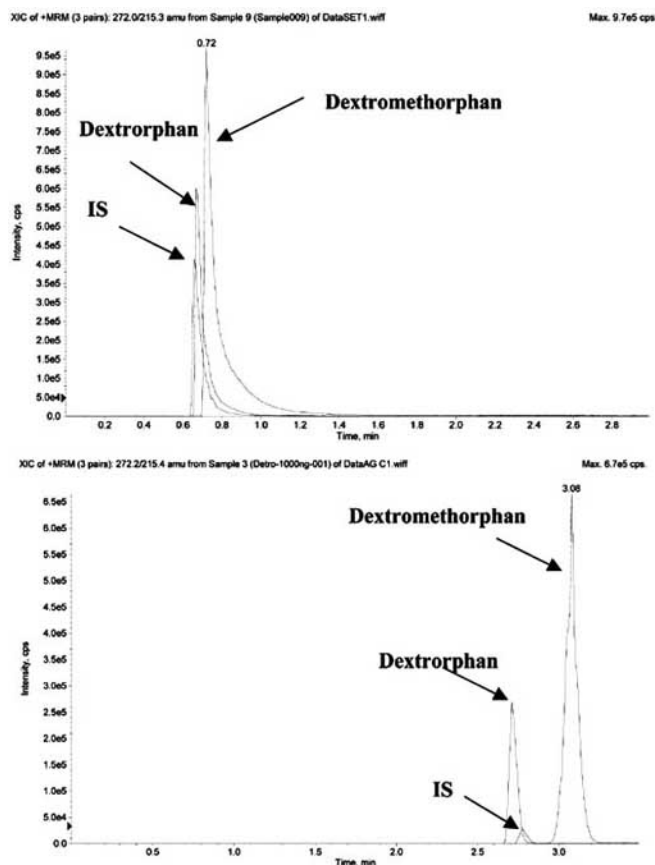 XIC of +MRM (3 pairs): 272.0/215.3 amu from Sample 9 (Sample009) of DataSET1.wiff Max. 9.7e5 cps.
0.72
9.5e5
9.0e5
8.5e5
8.0e5
7.5e5
7.0e5
6.5e5
6.0e5
5.5e5
5.0e5
4.5e5
4.0e5
3.5e5
3.0e5
2.5e5
2.0e5
1.5e5
1.0e5
5.0e4
0.0
Intensity, cps
Dextromethorphan
Dextrorphan
IS
0.2 0.4 0.6 0.8 1.0 1.2 1.4 1.6 1.8 2.0 2.2 2.4 2.6 2.8
Time, min
XIC of +MRM (3 pairs): 272.2/215.4 amu from Sample 3 (Detro-1000ng-001) of DataAG C1.wiff Max. 6.7e5 cps.
3.08
6.5e5
6.0e5
5.5e5
5.0e5
4.5e5
4.0e5
3.5e5
3.0e5
2.5e5
2.0e5
1.5e5
1.0e5
5.0e4
0.0
Intensity, cps
Dextromethorphan
Dextrorphan
IS
0.5 1.0 1.5 2.0 2.5 3.0
Time, min